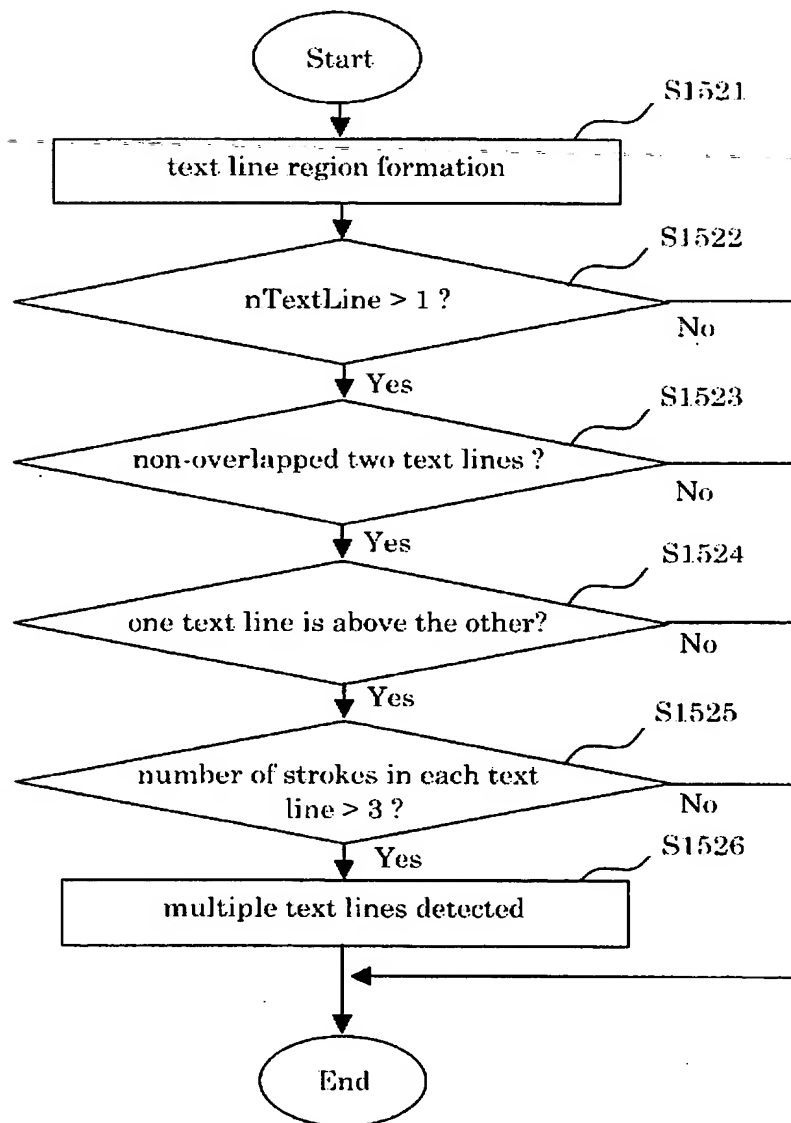 Start
S1521
text line region formation
S1522
nTextLine > 1 ?
No
Yes
S1523
non-overlapped two text lines ?
No
Yes
S1524
one text line is above the other?
No
Yes
S1525
number of strokes in each text
line > 3 ?
No
Yes
S1526
multiple text lines detected
End